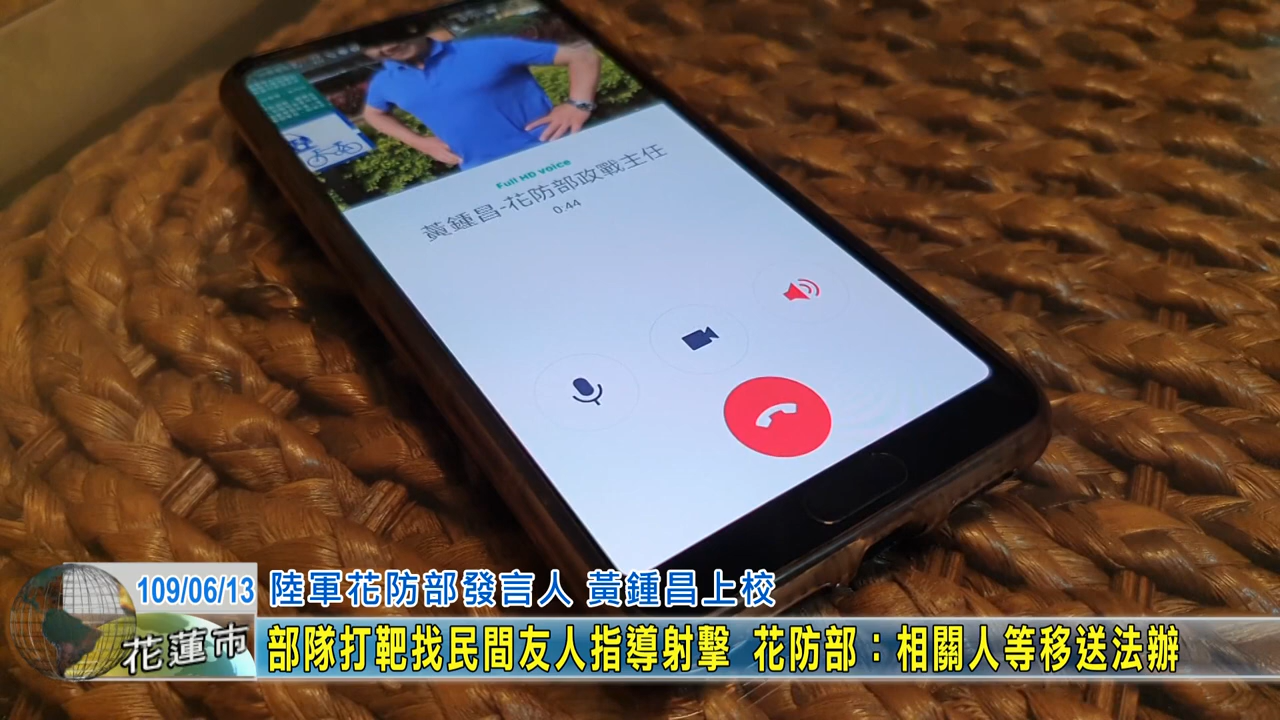 Full HD voice
黃鍾昌-花防部政戰主任
0:44
109/06/13
陸軍花防部發言人 黃鍾昌上校
花蓮市
部隊打靶找民間友人指導射擊 花防部：相關人等移送法辦